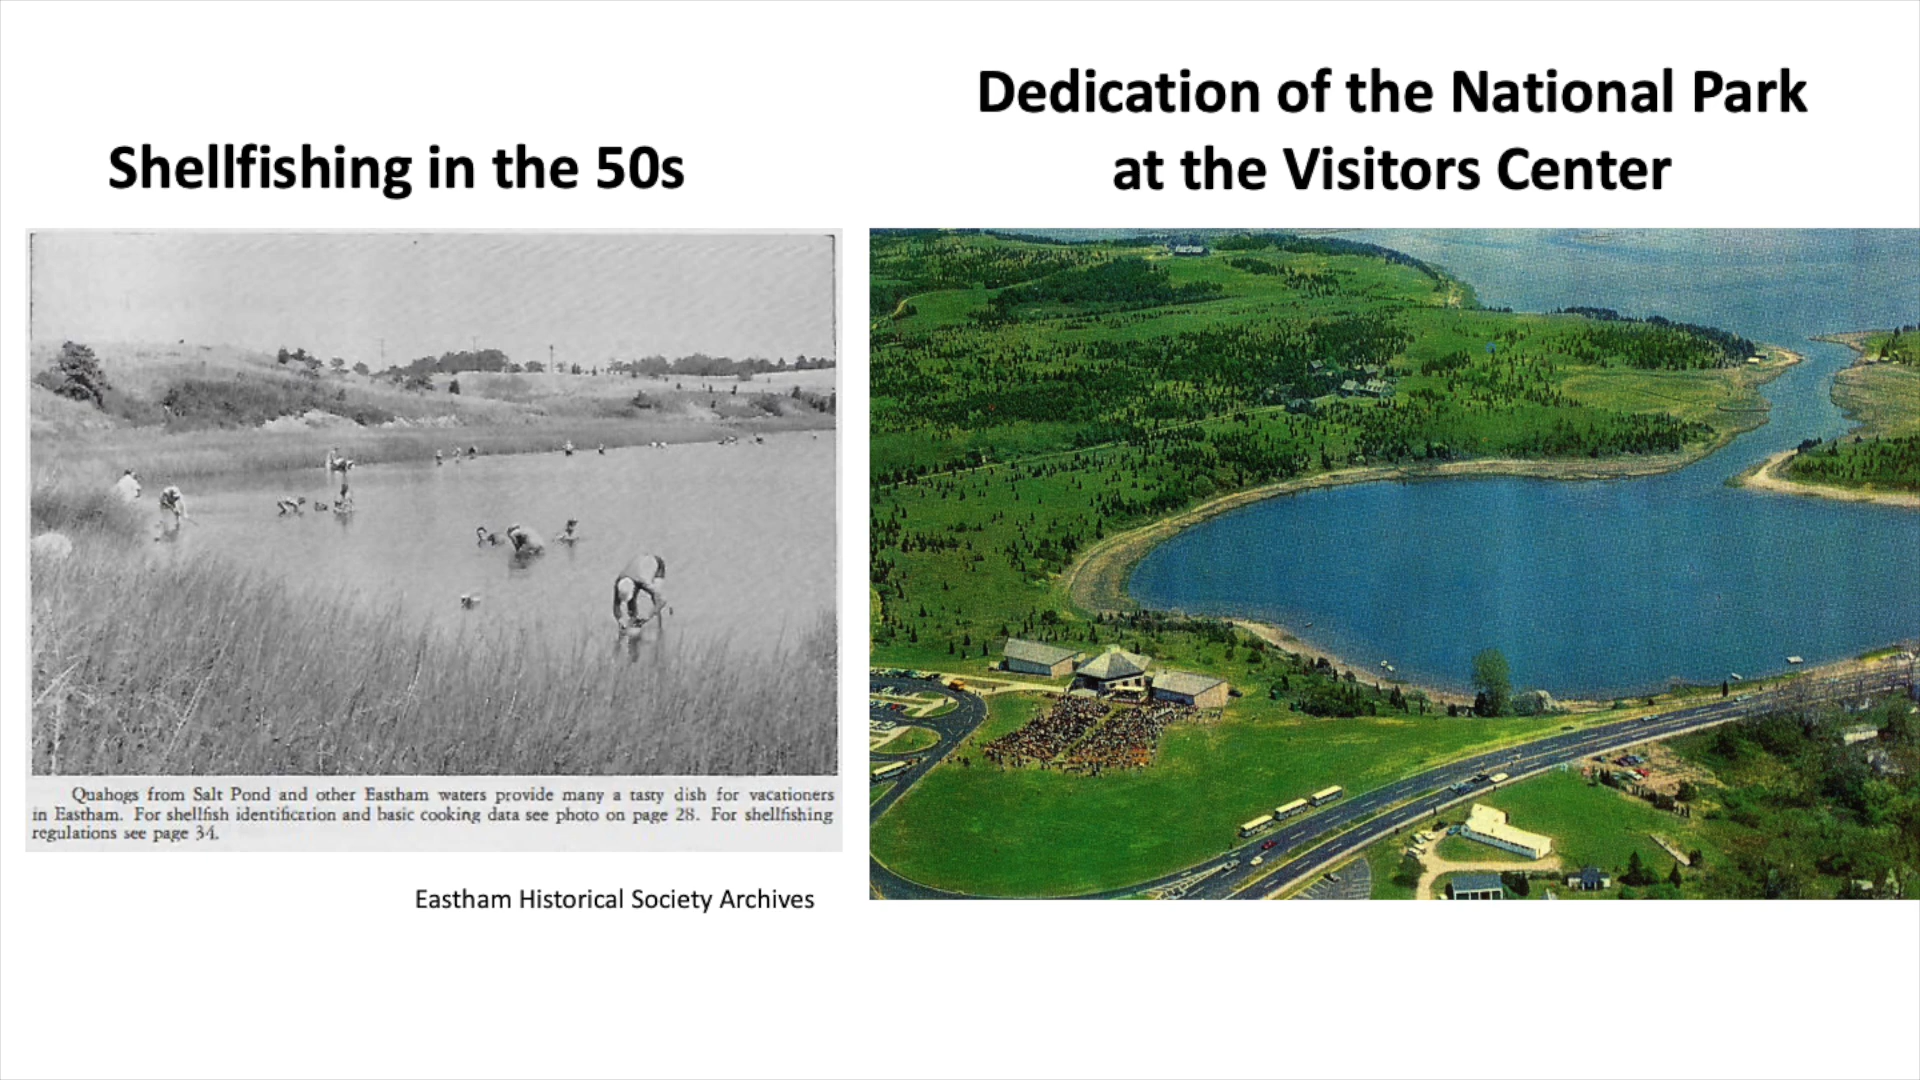 Shellfishing in the 50s
Quahogs from Salt Pond and other Eastham waters provide many a tasty dish for vacationers
in Eastham. For shellfish identification and basic cooking data see photo on page 28. For shellfishing
regulations see page 34.
Eastham Historical Society Archives
Dedication of the National Park
at the Visitors Center